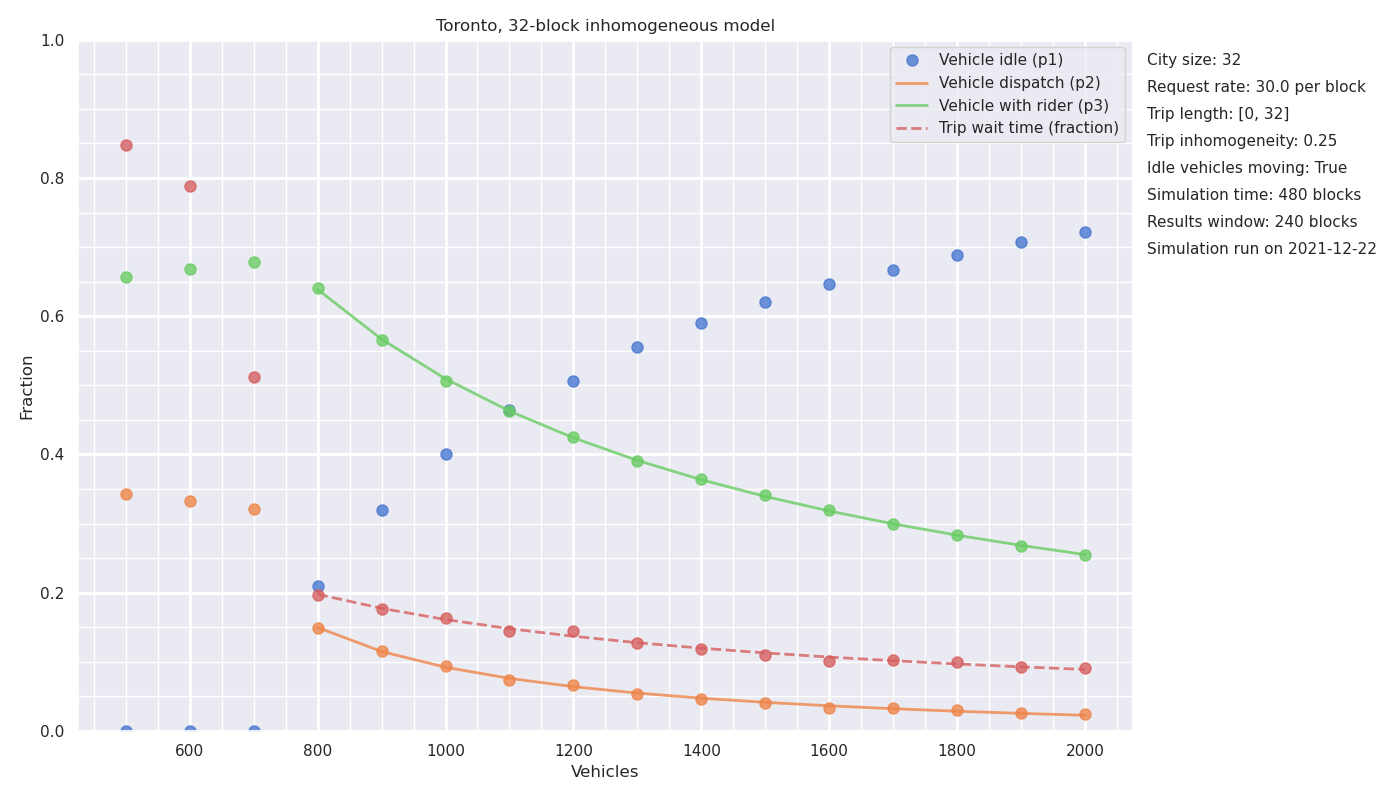 Toronto, 32-block inhomogeneous model
1.0
0.8
0.6
0.4
0.2
0.0
Fraction
Vehicle idle (p1)
Vehicle dispatch (p2)
Vehicle with rider (p3)
Trip wait time (fraction)
City size: 32
Request rate: 30.0 per block
Trip length: [0, 32]
Trip inhomogeneity: 0.25
Idle vehicles moving: True
Simulation time: 480 blocks
Results window: 240 blocks
Simulation run on 2021-12-22
600 800 1000 1200 1400 1600 1800 2000
Vehicles